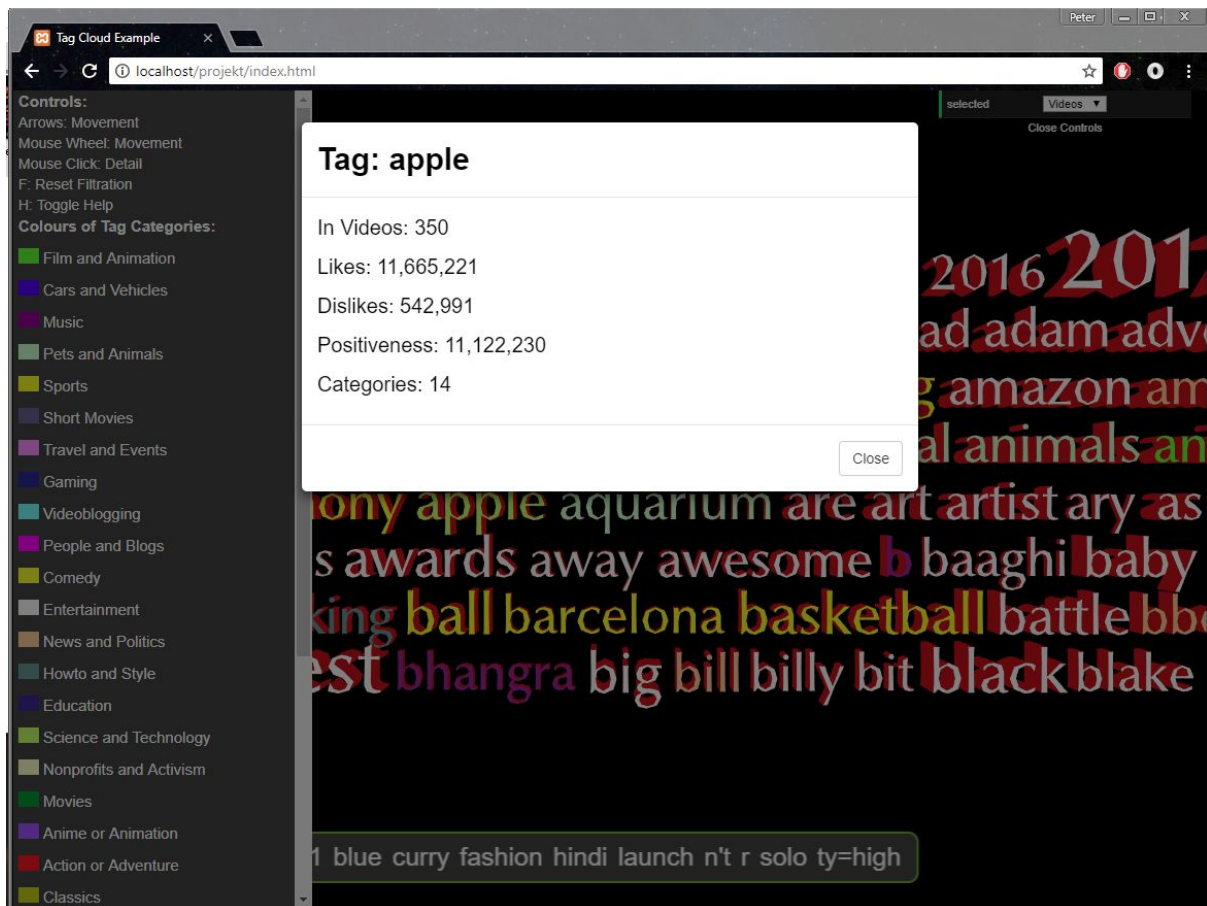 Peter
Tag Cloud Example
localhost/projekt/index.html
Controls:
Arrows: Movement
Mouse Wheel: Movement
Mouse Click: Detail
F: Reset Filtration
H: Toggle Help
Colours of Tag Categories:
Film and Animation
Cars and Vehicles
Music
Pets and Animals
Sports
Short Movies
Travel and Events
Gaming
Videoblogging
People and Blogs
Comedy
Entertainment
News and Politics
Howto and Style
Education
Science and Technology
Nonprofits and Activism
Movies
Anime or Animation
Action or Adventure
Classics
selected Videos
Close Controls
Tag: apple
In Videos: 350
Likes: 11,665,221
Dislikes: 542,991
Positiveness: 11,122,230
Categories: 14
Close
2016 2017
ad adam adv
g amazon am
al animals an
ony apple aquarium are art artist ary as
s awards away awesome b baaghi baby
king ball barcelona basketball battle bb
est bhangra big bill billy bit black blake
1 blue curry fashion hindi launch n't r solo ty=high